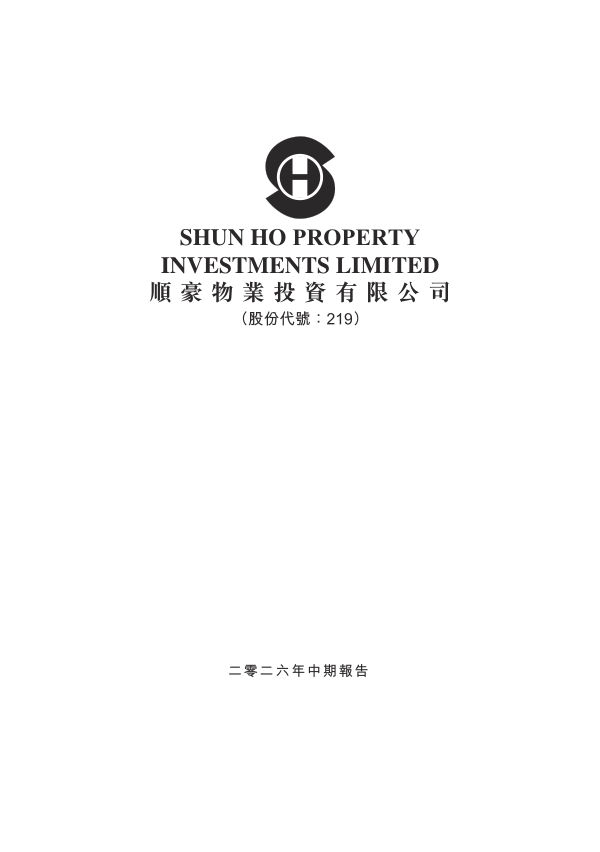 SHUN HO PROPERTY
INVESTMENTS LIMITED
順豪物業投資有限公司
（股份代號：219）
二零二六年中期報告